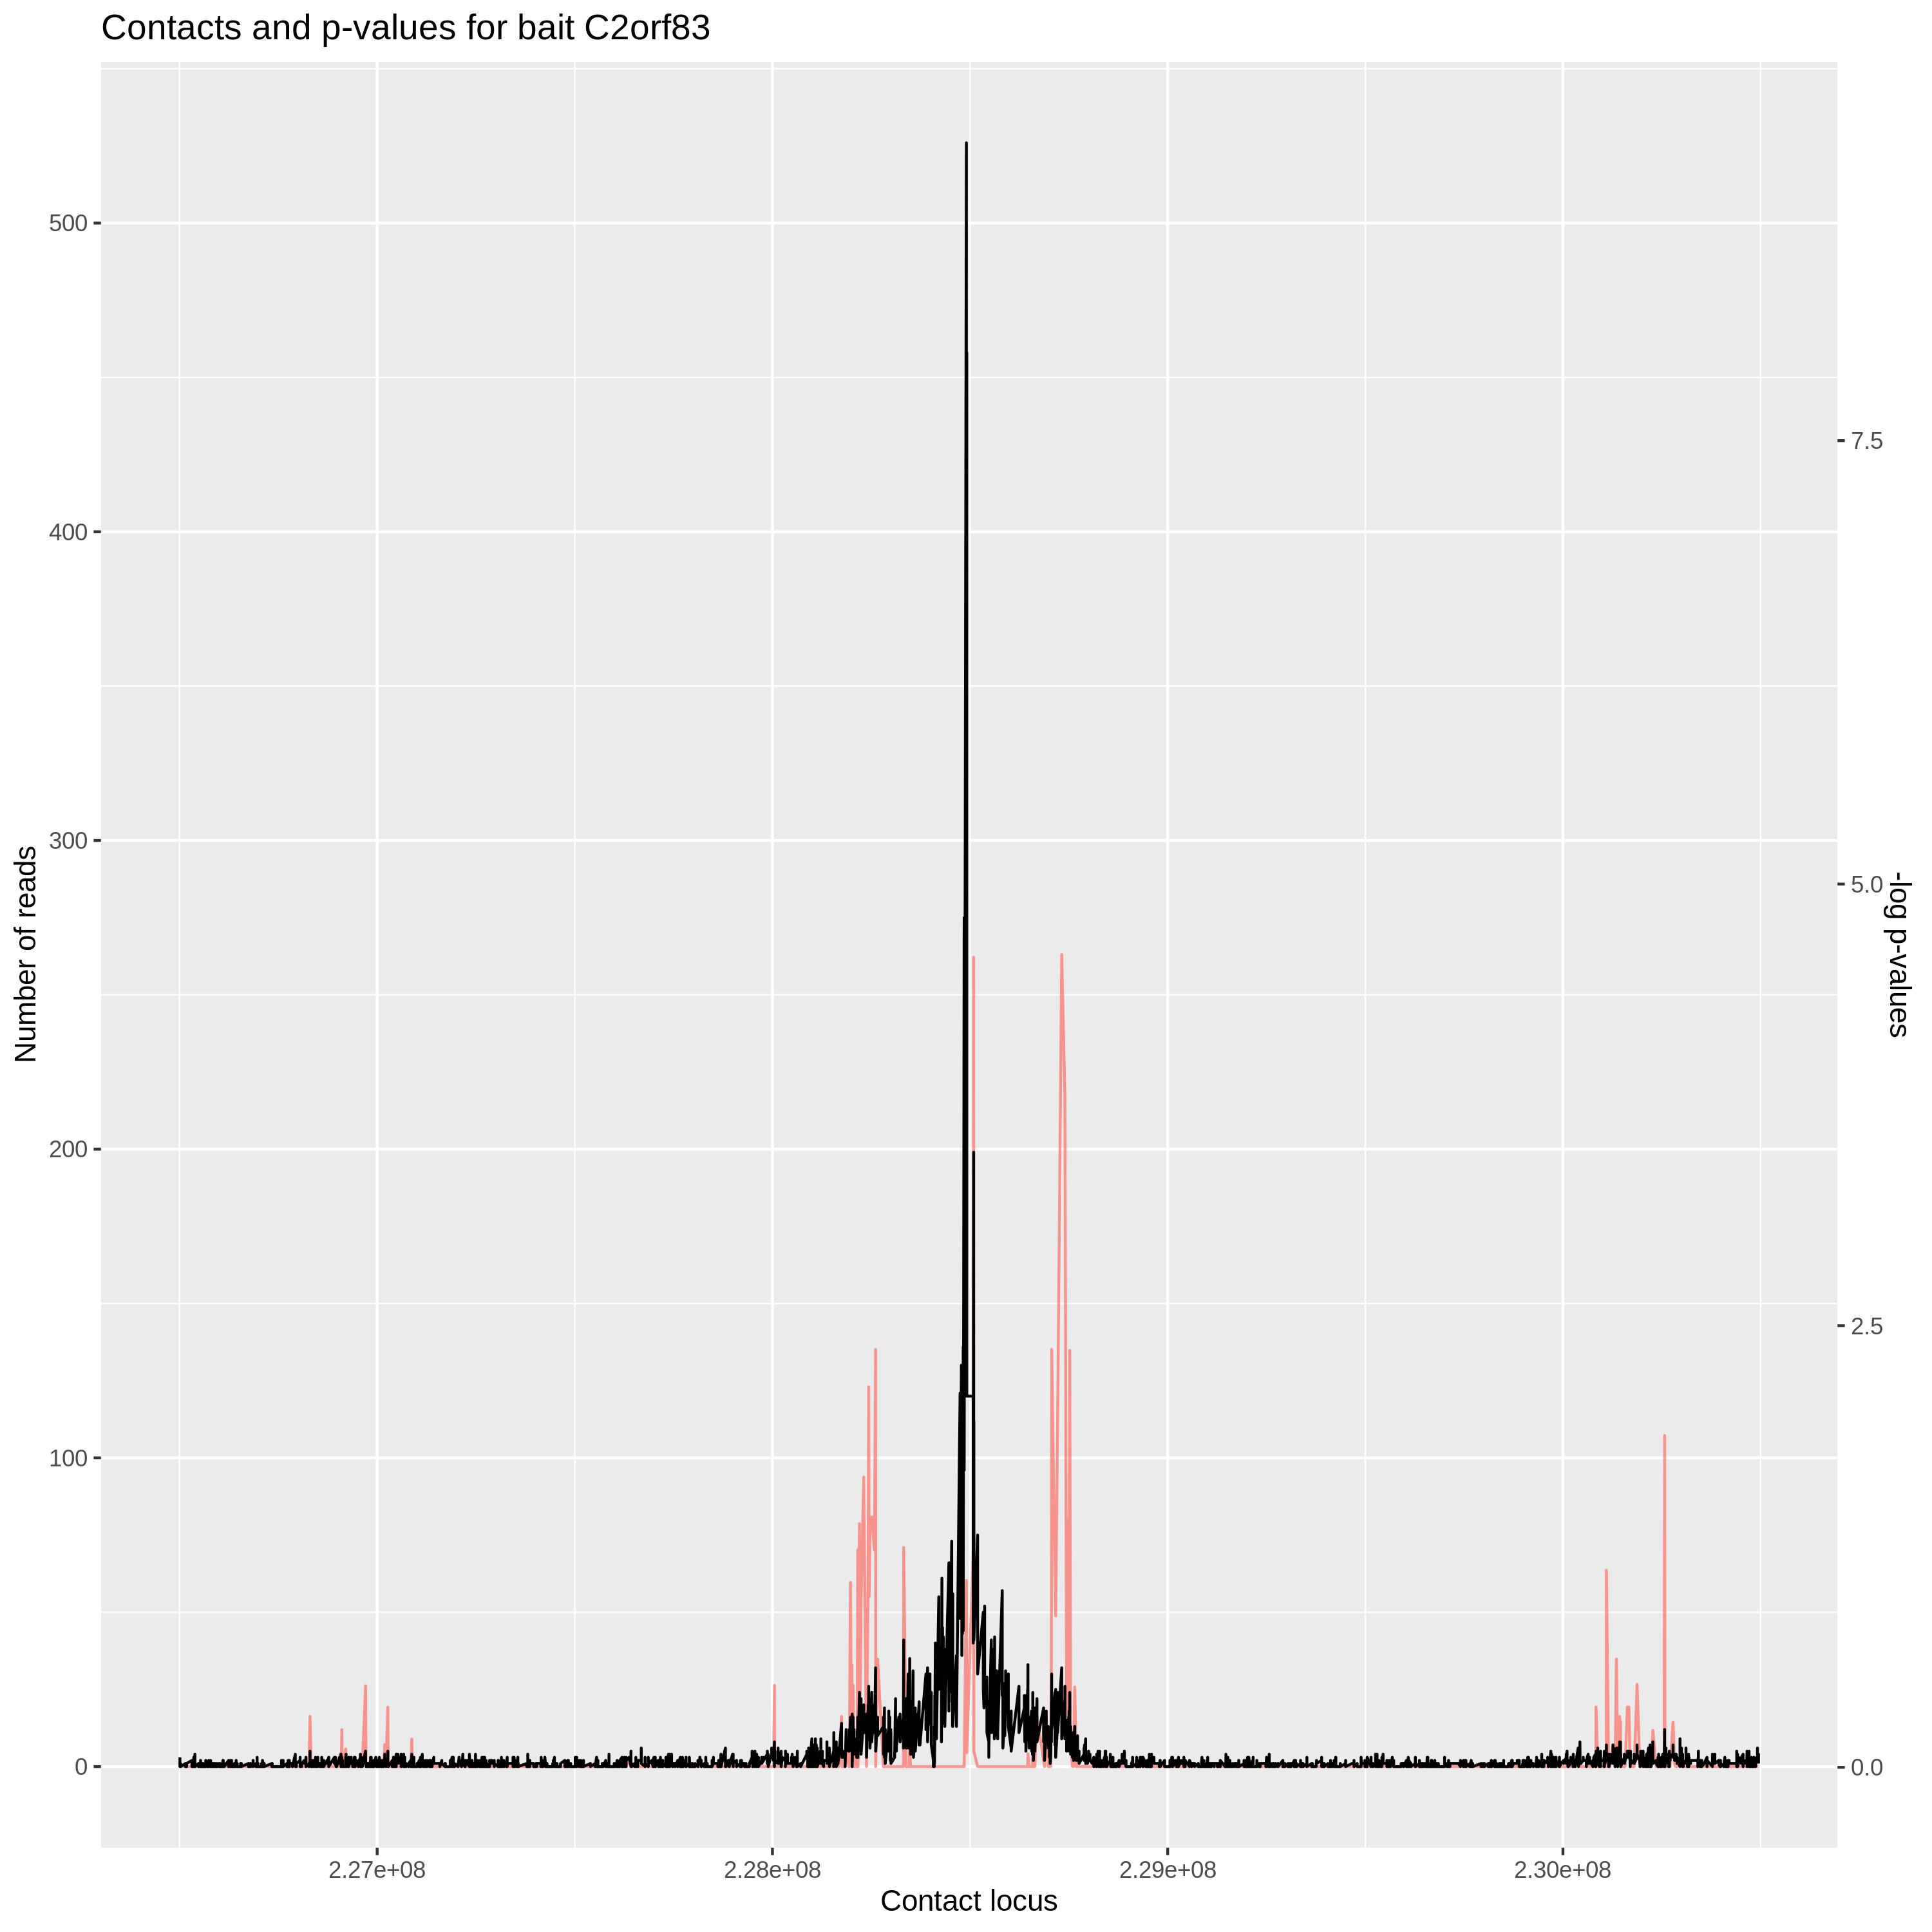 Contacts and p-values for bait C2orf83
500
400
300
200
100
0
Number of reads
7.5
5.0
2.5
0.0
-log p-values
2.27e+08
2.28e+08
2.29e+08
2.30e+08
Contact locus